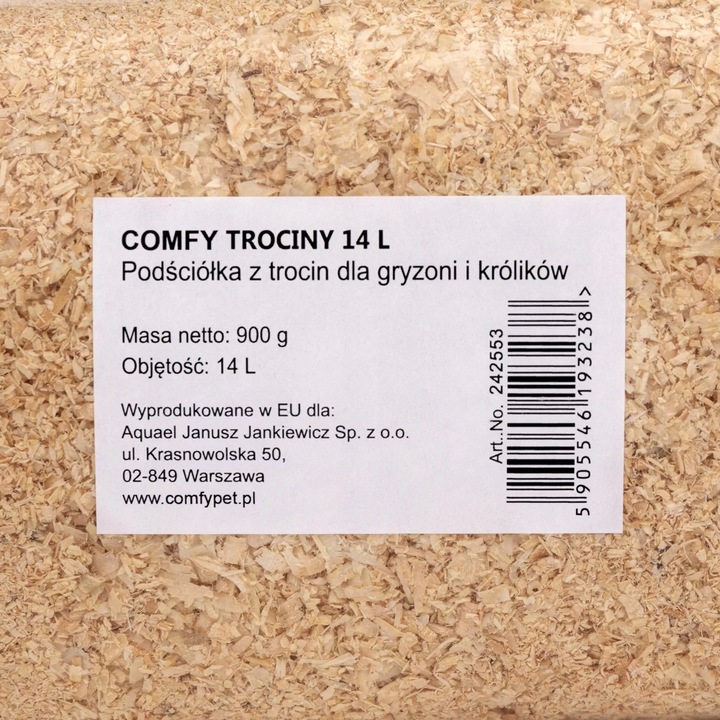 COMFY TROCINY 14 L
Podściółka z trocin dla gryzoni i królików
Masa netto: 900 g
Objętość: 14 L
Wyprodukowane w EU dla:
Aquael Janusz Jankiewicz Sp. z o.o.
ul. Krasnowolska 50,
02-849 Warszawa
www.comfypet.pl
Art..No. 242553
5 905546 193238 >